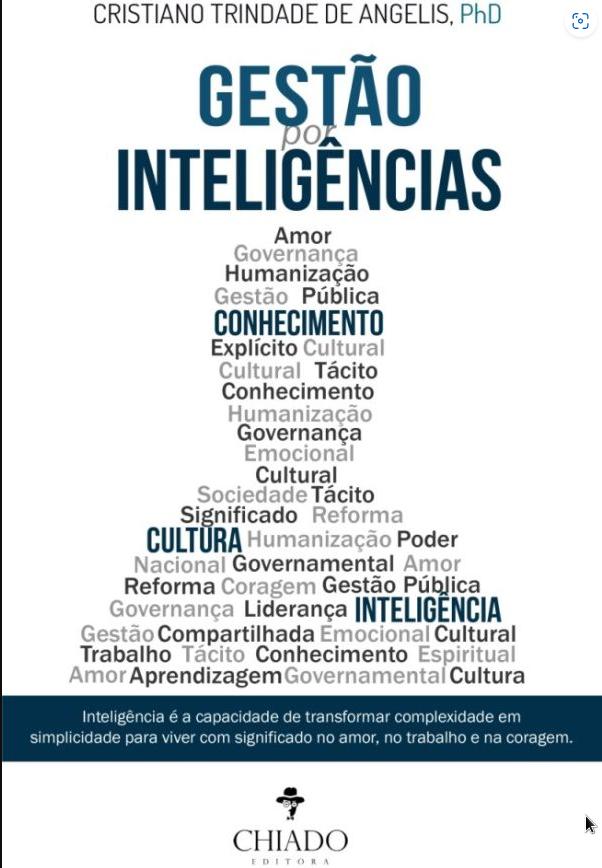 CRISTIANO TRINDADE DE ANGELIS, PhD
GESTÃO
por
INTELIGÊNCIAS
Amor
Governança
Humanização
Gestão Pública
CONHECIMENTO
Explícito Cultural
Cultural Tácito
Conhecimento
Humanização
Governança
Emocional
Cultural
Sociedade Tácito
Significado Reforma
CULTURA Humanização Poder
Nacional Governamental Amor
Reforma Coragem Gestão Pública
Governança Liderança INTELIGÊNCIA
Gestão Compartilhada Emocional Cultural
Trabalho Tácito Conhecimento Espiritual
Amor Aprendizagem Governamental Cultura
Inteligência é a capacidade de transformar complexidade em
simplicidade para viver com significado no amor, no trabalho e na coragem.
CHIADO
EDITORA